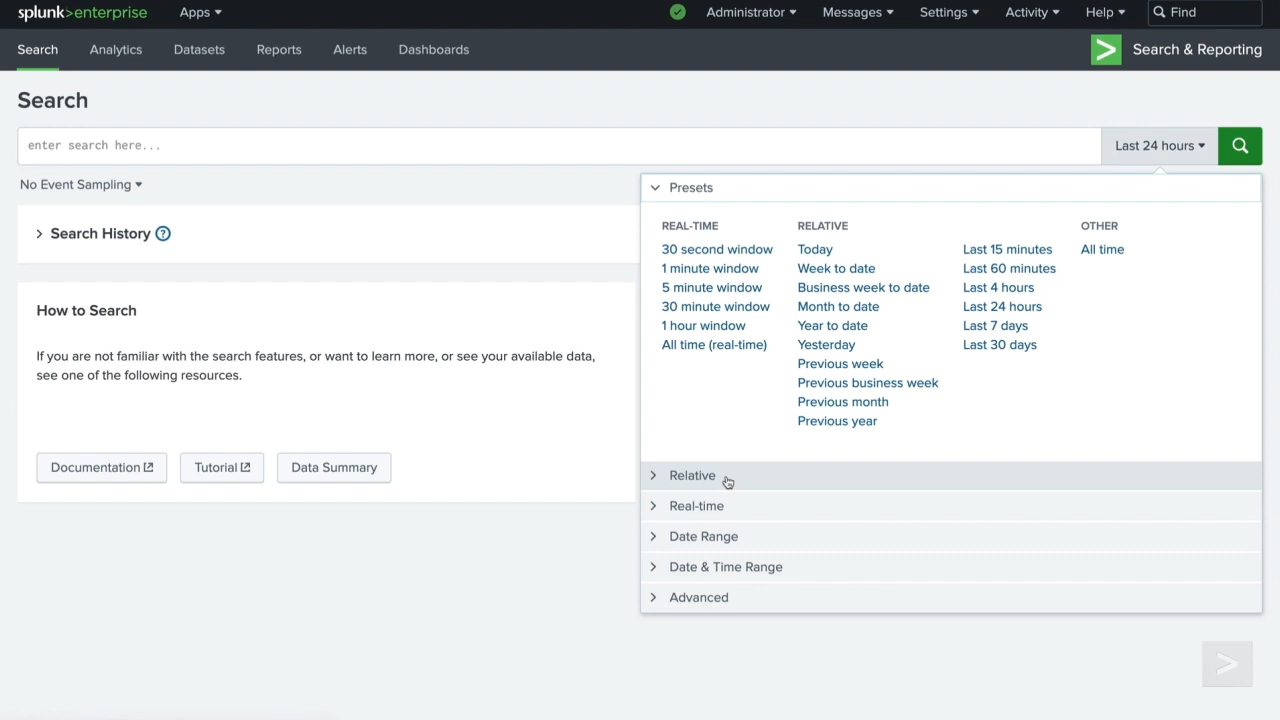 splunk>enterprise Apps Administrator Messages Settings Activity Help Find
Search Analytics Datasets Reports Alerts Dashboards Search & Reporting
Search
enter search here... Last 24 hours
No Event Sampling
Search History ?
How to Search
If you are not familiar with the search features, or want to learn more, or see your available data,
see one of the following resources.
Documentation Tutorial Data Summary
Presets
REAL-TIME
30 second window
1 minute window
5 minute window
30 minute window
1 hour window
All time (real-time)
RELATIVE
Today
Week to date
Business week to date
Month to date
Year to date
Yesterday
Previous week
Previous business week
Previous month
Previous year
Last 15 minutes
Last 60 minutes
Last 4 hours
Last 24 hours
Last 7 days
Last 30 days
OTHER
All time
Relative
Real-time
Date Range
Date & Time Range
Advanced